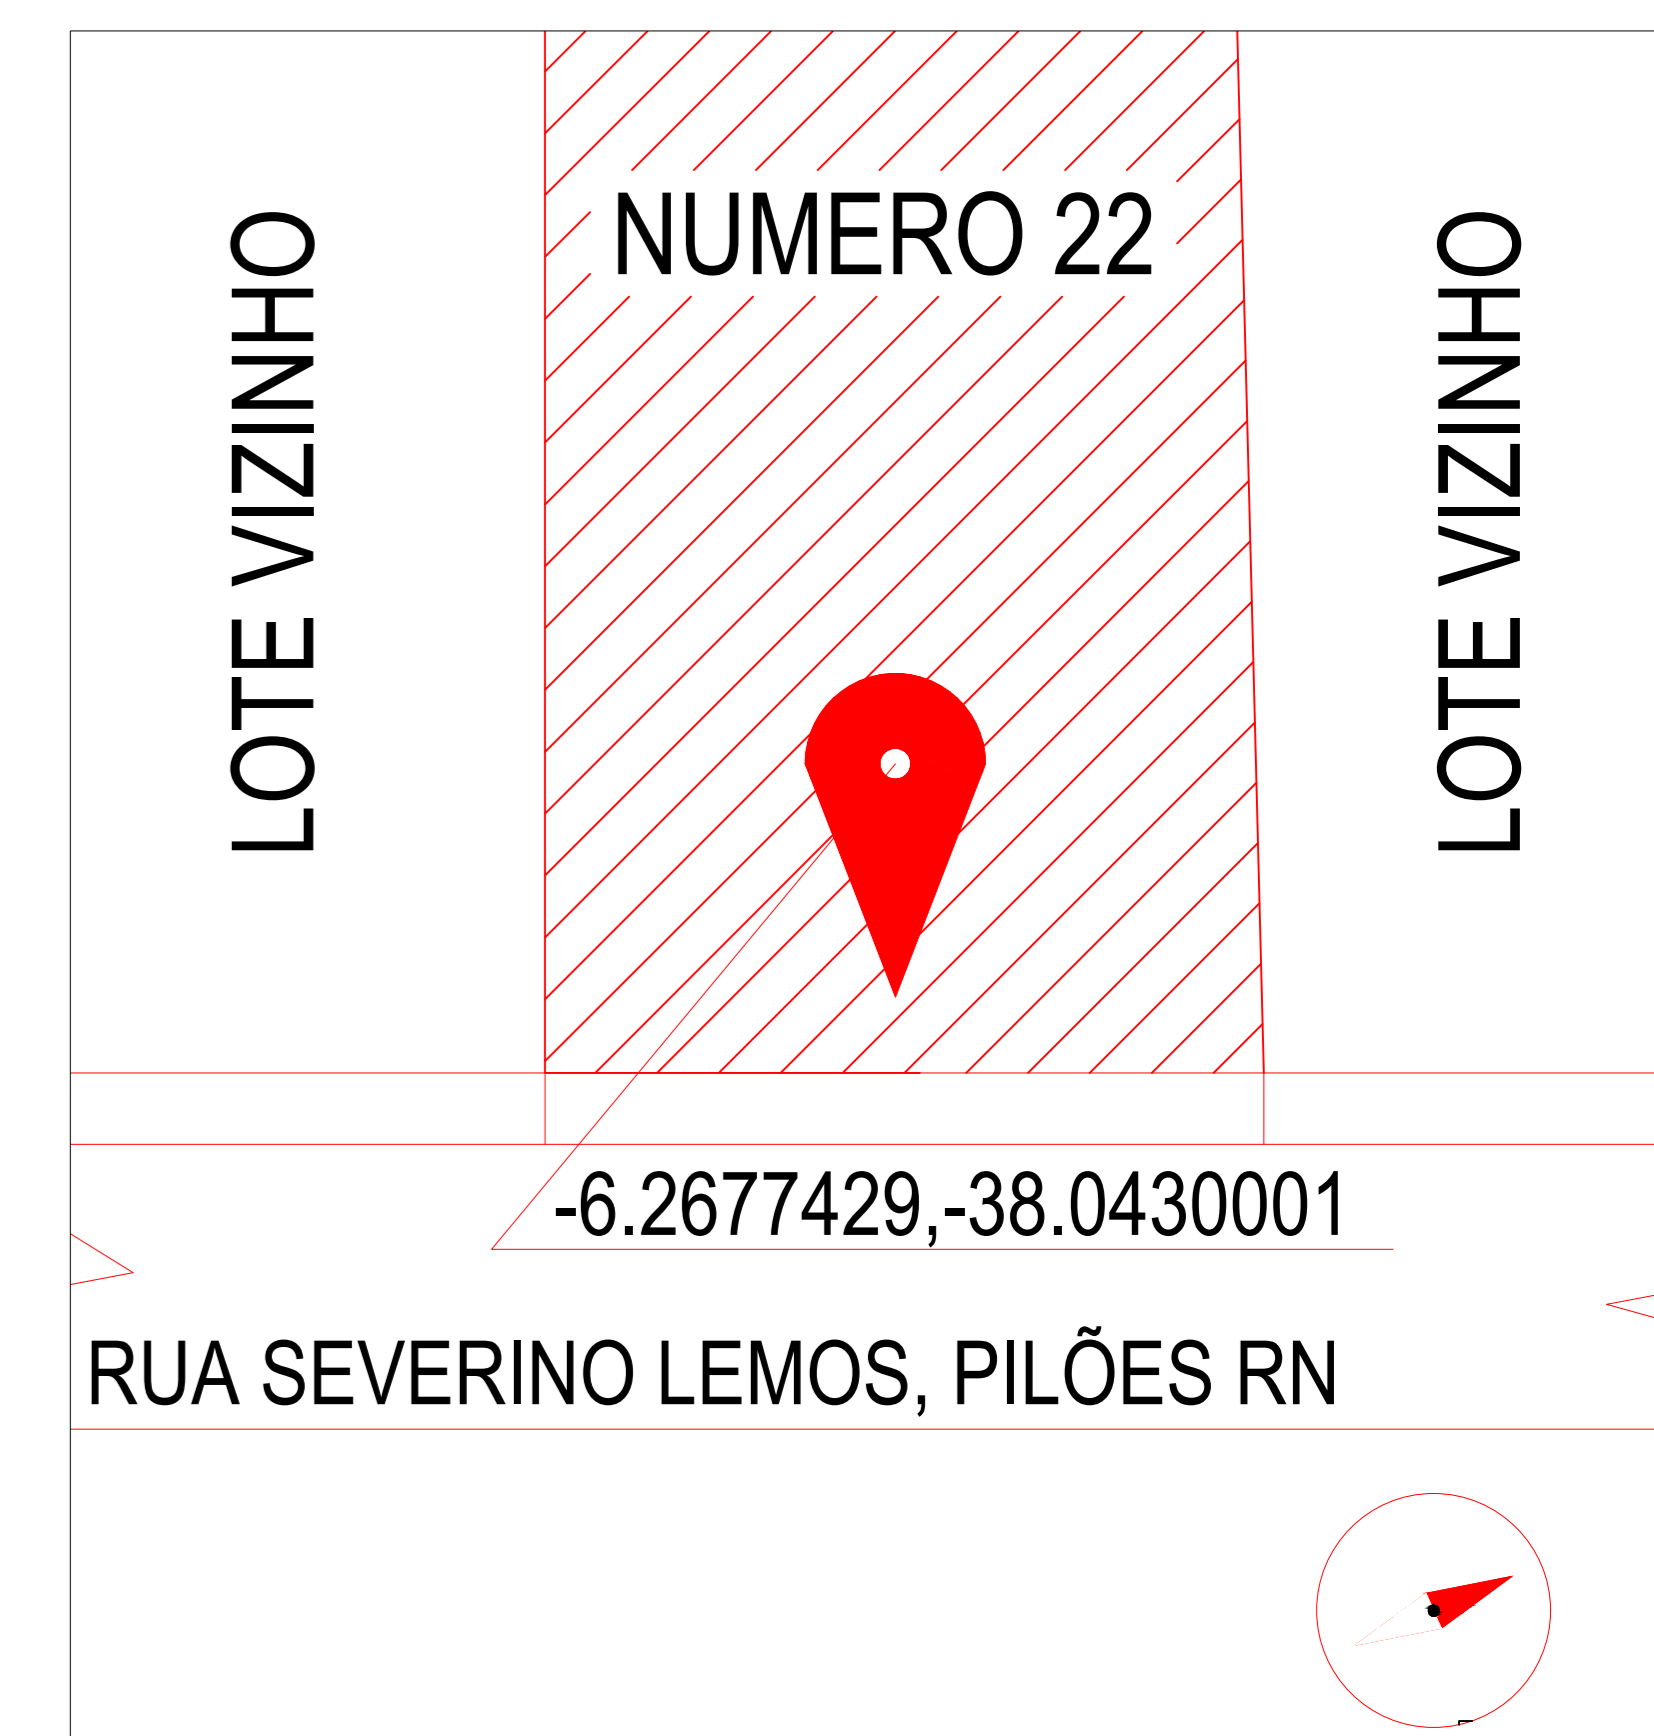 NUMERO 22
LOTE VIZINHO
LOTE VIZINHO
-6.2677429,-38.0430001
RUA SEVERINO LEMOS, PILÕES RN